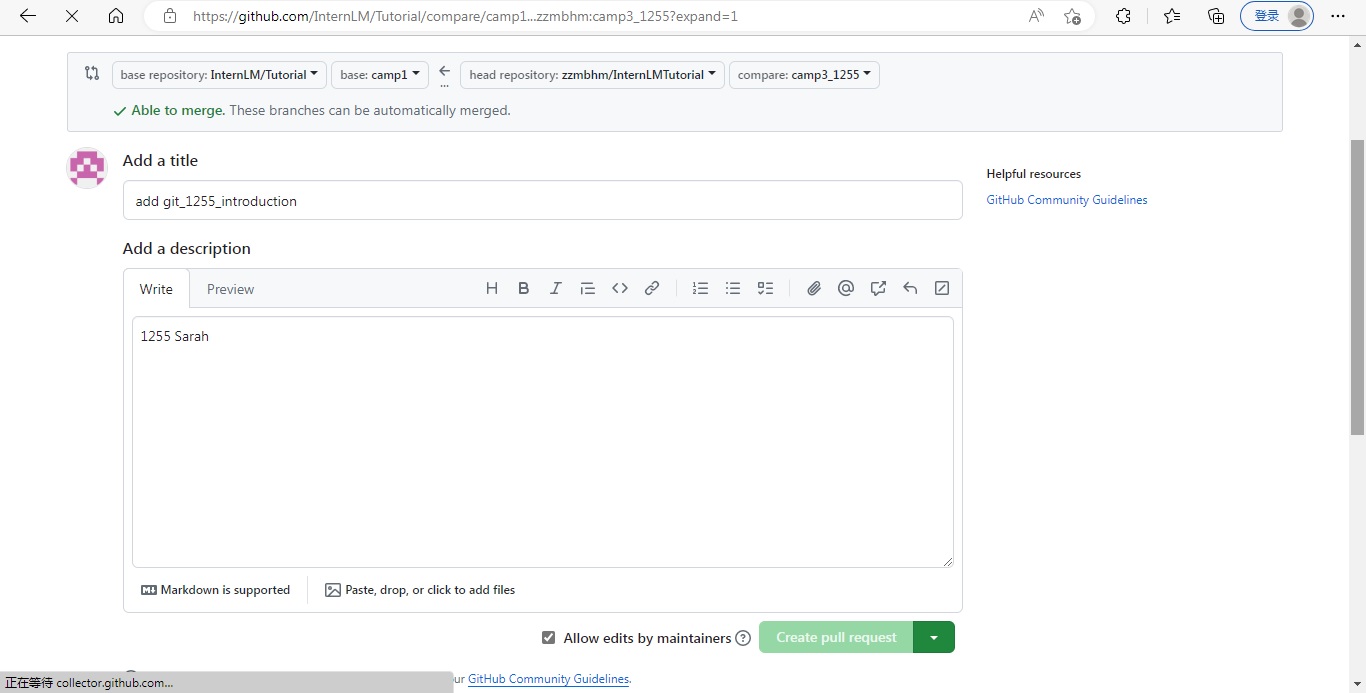 https://github.com/InternLM/Tutorial/compare/camp1...zzmbhm:camp3_1255?expand=1 登录
base repository: InternLM/Tutorial base: camp1 ... head repository: zzmbhm/InternLMTutorial compare: camp3_1255
Able to merge. These branches can be automatically merged.
Add a title
Helpful resources
add git_1255_introduction
GitHub Community Guidelines
Add a description
Write Preview
1255 Sarah
Markdown is supported Paste, drop, or click to add files
Allow edits by maintainers Create pull request
正在等待 collector.github.com... GitHub Community Guidelines.